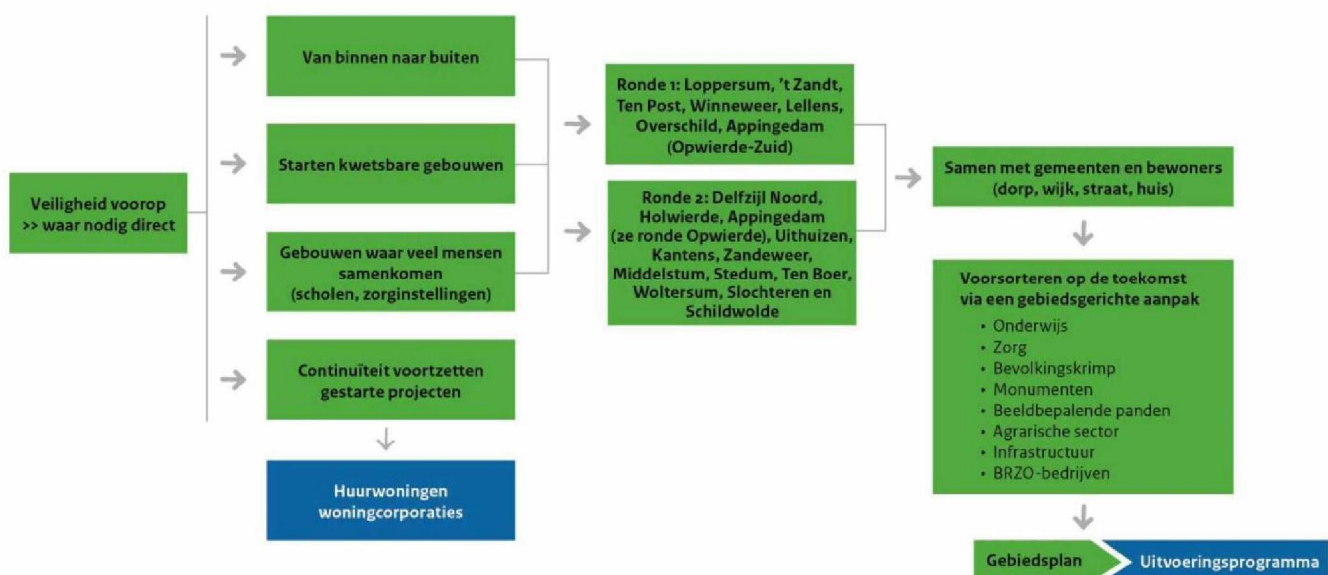 Veiligheid voorop
>> waar nodig direct
Van binnen naar buiten
Starten kwetsbare gebouwen
Gebouwen waar veel mensen
samenkomen
(scholen, zorginstellingen)
Continuïteit voortzetten
gestarte projecten
Huurwoningen
woningcorporaties
Ronde 1: Loppersum, 't Zandt,
Ten Post, Winneweer, Lellens,
Overschild, Appingedam
(Opwierde-Zuid)
Ronde 2: Delfzijl Noord,
Holwierde, Appingedam
(2e ronde Opwierde), Uithuizen,
Kantens, Zandeweer,
Middelstum, Stedum, Ten Boer,
Woltersum, Slochteren en
Schildwolde
Samen met gemeenten en bewoners
(dorp, wijk, straat, huis)
Voorsorteren op de toekomst
via een gebiedsgerichte aanpak
• Onderwijs
• Zorg
• Bevolkingskrimp
• Monumenten
• Beeldbepalende panden
• Agrarische sector
• Infrastructuur
• BRZO-bedrijven
Gebiedsplan
Uitvoeringsprogramma